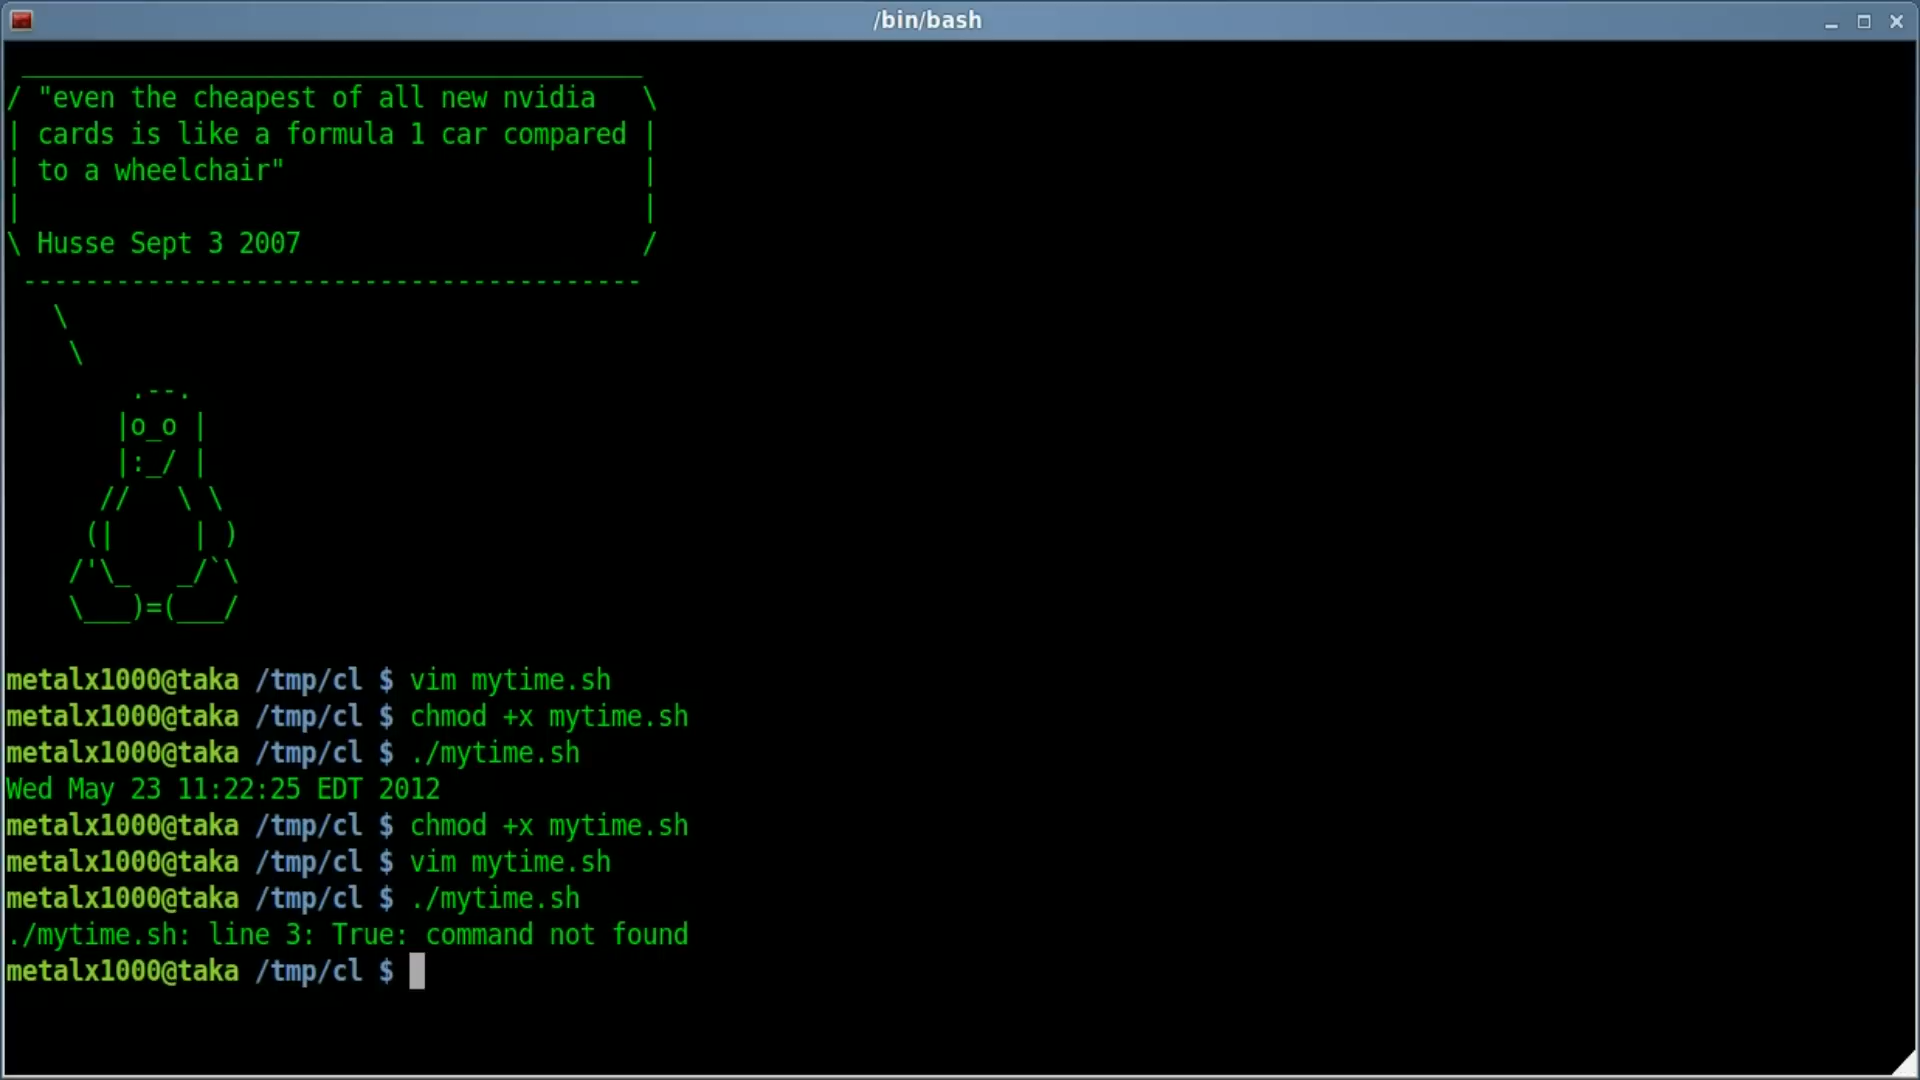 /bin/bash
 ________________________________________
/ "even the cheapest of all new nvidia   \
| cards is like a formula 1 car compared |
| to a wheelchair"                       |
|                                        |
\ Husse Sept 3 2007                      /
 ----------------------------------------
   \
    \
        .--.
       |o_o |
       |:_/ |
      //   \ \
     (|     | )
    /'\_   _/`\
    \___)=(___/

metalx1000@taka /tmp/cl $ vim mytime.sh
metalx1000@taka /tmp/cl $ chmod +x mytime.sh
metalx1000@taka /tmp/cl $ ./mytime.sh
Wed May 23 11:22:25 EDT 2012
metalx1000@taka /tmp/cl $ chmod +x mytime.sh
metalx1000@taka /tmp/cl $ vim mytime.sh
metalx1000@taka /tmp/cl $ ./mytime.sh
./mytime.sh: line 3: True: command not found
metalx1000@taka /tmp/cl $